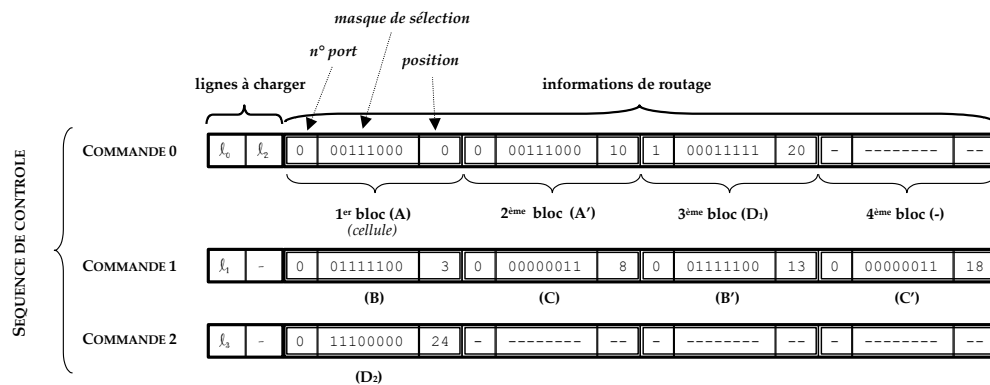 masque de sélection
n° port
position
lignes à charger
informations de routage
SEQUENCE DE CONTROLE
COMMANDE 0 ℓ0 ℓ2 0 00111000 0 0 00111000 10 1 00011111 20 - -------- --
1er bloc (A) 2ème bloc (A') 3ème bloc (D1) 4ème bloc (-)
(cellule)
COMMANDE 1 ℓ1 - 0 01111100 3 0 00000011 8 0 01111100 13 0 00000011 18
(B) (C) (B') (C')
COMMANDE 2 ℓ3 - 0 11100000 24 - -------- -- - -------- -- - -------- --
(D2)